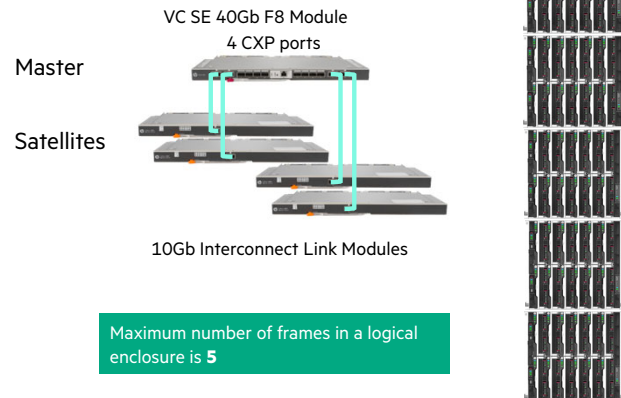 VC SE 40Gb F8 Module
4 CXP ports
Master
Satellites
10Gb Interconnect Link Modules
Maximum number of frames in a logical
enclosure is 5